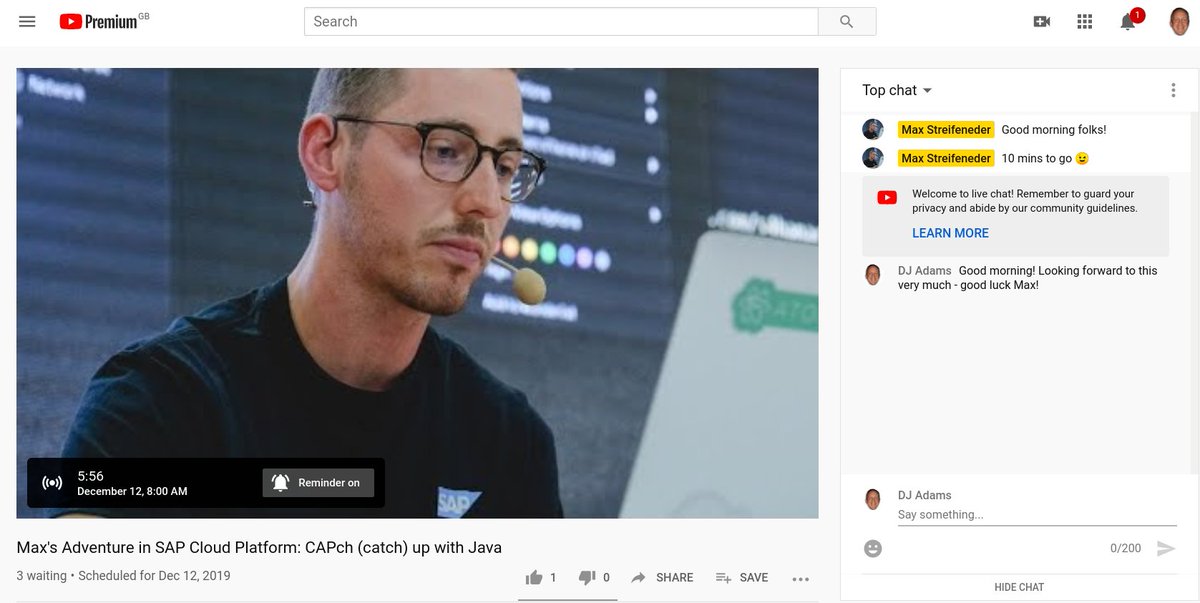 Premium GB
Search
1
Network
5:56
December 12, 8:00 AM
Reminder on
SAP
Max's Adventure in SAP Cloud Platform: CAPch (catch) up with Java
3 waiting • Scheduled for Dec 12, 2019
1
0
SHARE
SAVE
Top chat
Max Streifeneder Good morning folks!
Max Streifeneder 10 mins to go 😉
Welcome to live chat! Remember to guard your
privacy and abide by our community guidelines.
LEARN MORE
DJ Adams Good morning! Looking forward to this
very much - good luck Max!
DJ Adams
Say something...
0/200
HIDE CHAT